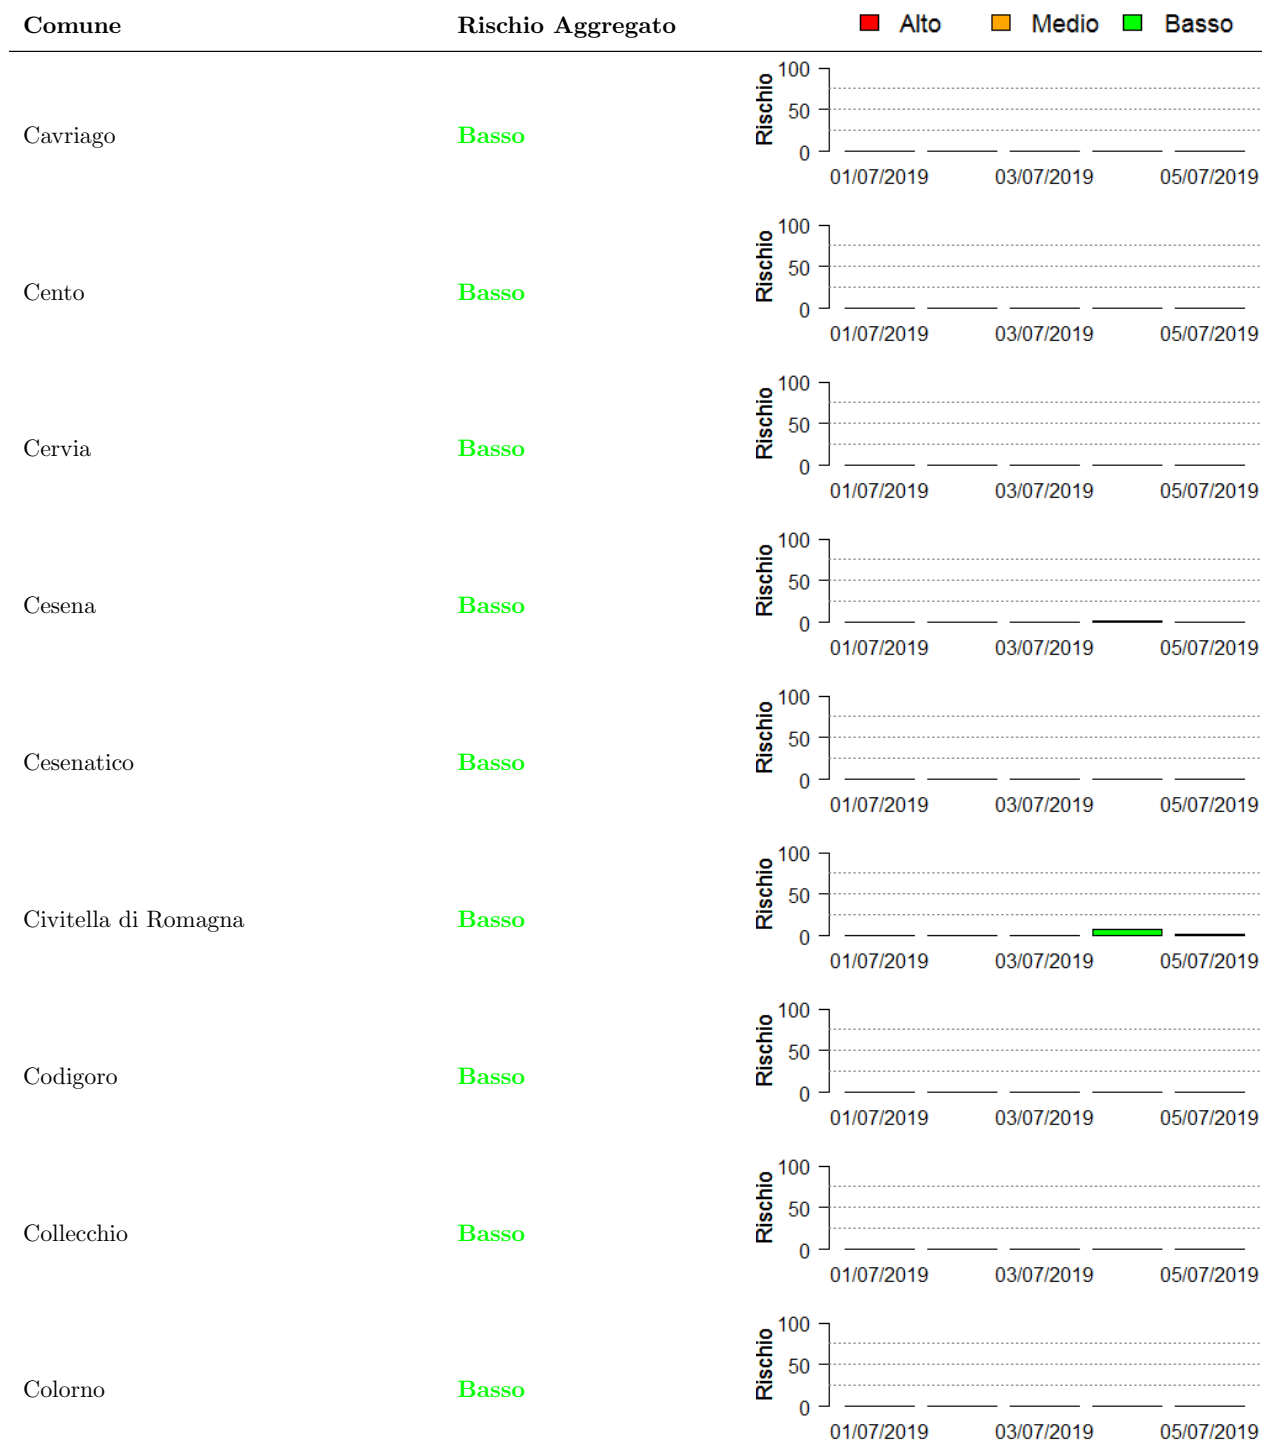 Comune Rischio Aggregato Alto Medio Basso
Cavriago Basso Rischio 100 50 0
01/07/2019 03/07/2019 05/07/2019
Cento Basso Rischio 100 50 0
01/07/2019 03/07/2019 05/07/2019
Cervia Basso Rischio 100 50 0
01/07/2019 03/07/2019 05/07/2019
Cesena Basso Rischio 100 50 0
01/07/2019 03/07/2019 05/07/2019
Cesenatico Basso Rischio 100 50 0
01/07/2019 03/07/2019 05/07/2019
Civitella di Romagna Basso Rischio 100 50 0
01/07/2019 03/07/2019 05/07/2019
Codigoro Basso Rischio 100 50 0
01/07/2019 03/07/2019 05/07/2019
Collecchio Basso Rischio 100 50 0
01/07/2019 03/07/2019 05/07/2019
Colorno Basso Rischio 100 50 0
01/07/2019 03/07/2019 05/07/2019